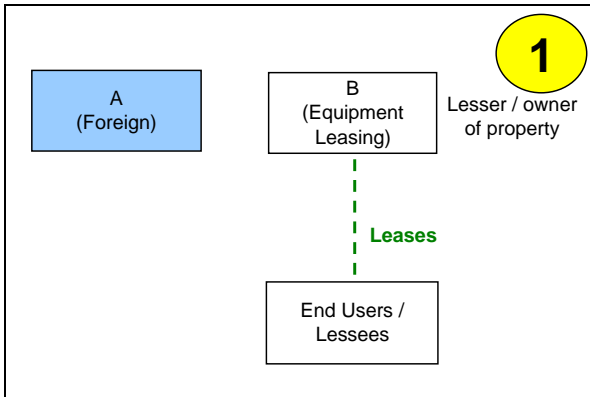 1
A
(Foreign)
B
(Equipment
Leasing)
Lesser / owner
of property
Leases
End Users /
Lessees